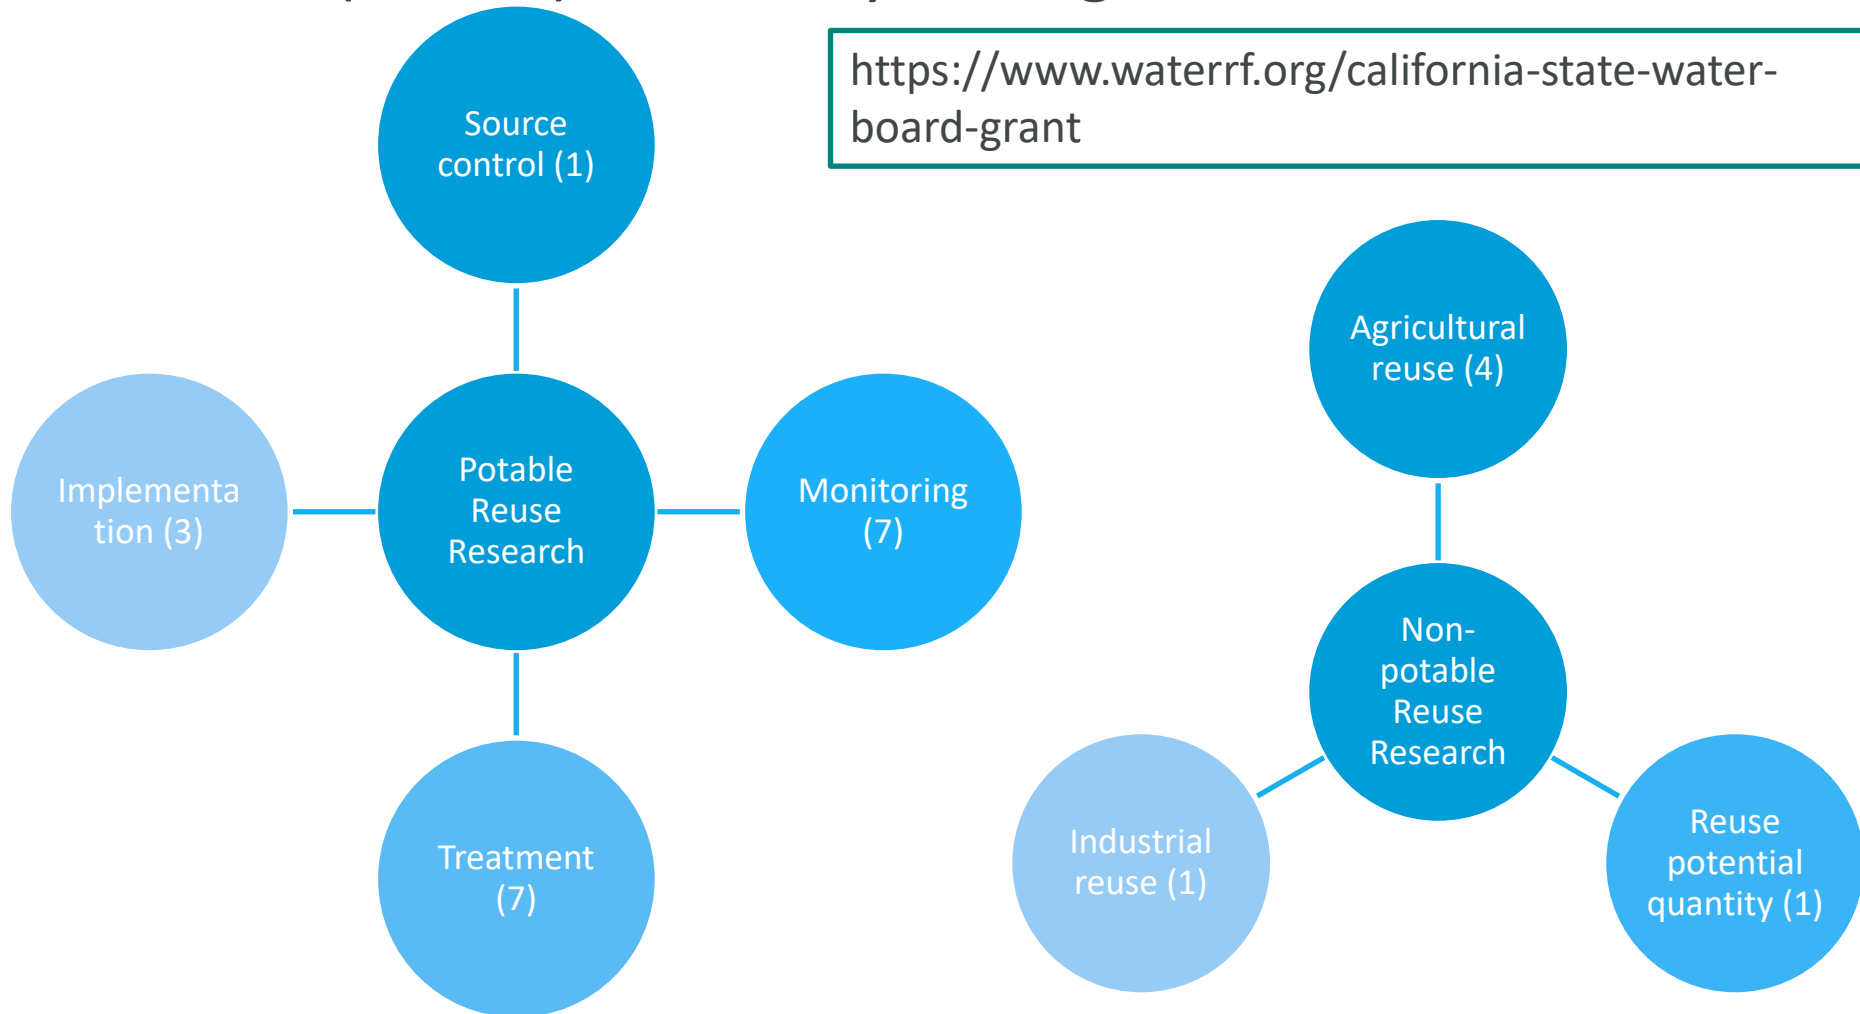 https://www.waterrf.org/california-state-water-
board-grant
Source
control (1)
Implementa
tion (3)
Potable
Reuse
Research
Monitoring
(7)
Treatment
(7)
Agricultural
reuse (4)
Non-
potable
Reuse
Research
Industrial
reuse (1)
Reuse
potential
quantity (1)